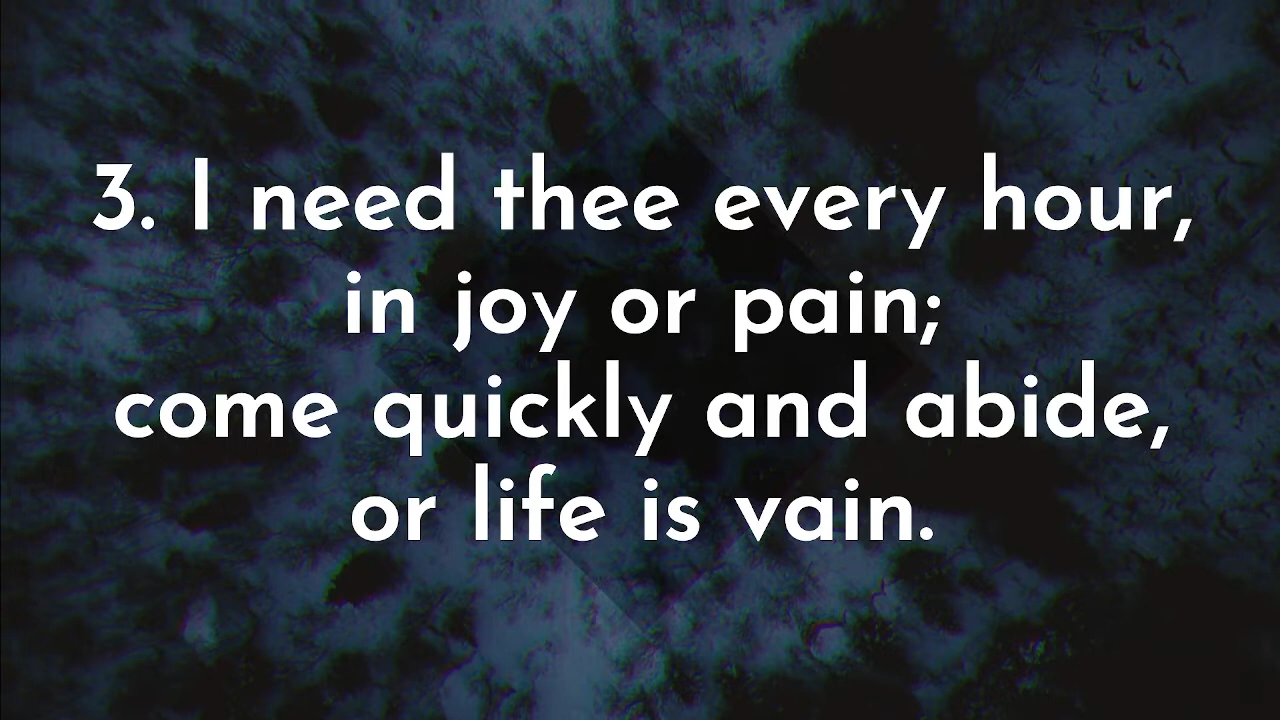 3. I need thee every hour,
in joy or pain;
come quickly and abide,
or life is vain.